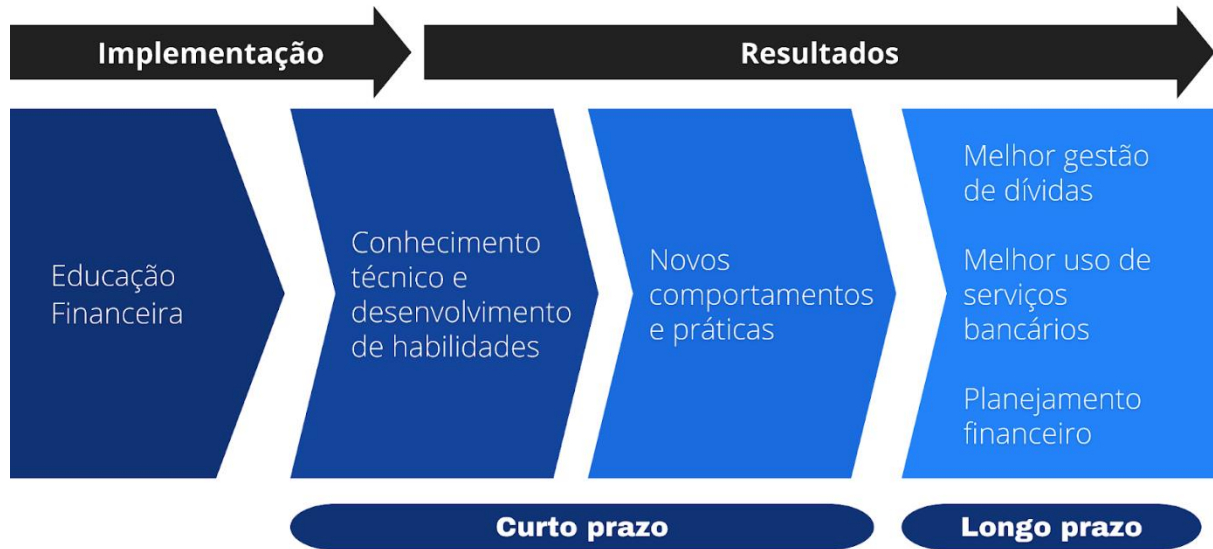 Implementação
Resultados
Educação
Financeira
Conhecimento
técnico e
desenvolvimento
de habilidades
Novos
comportamentos
e práticas
Melhor gestão
de dívidas
Melhor uso de
serviços
bancários
Planejamento
financeiro
Curto prazo
Longo prazo